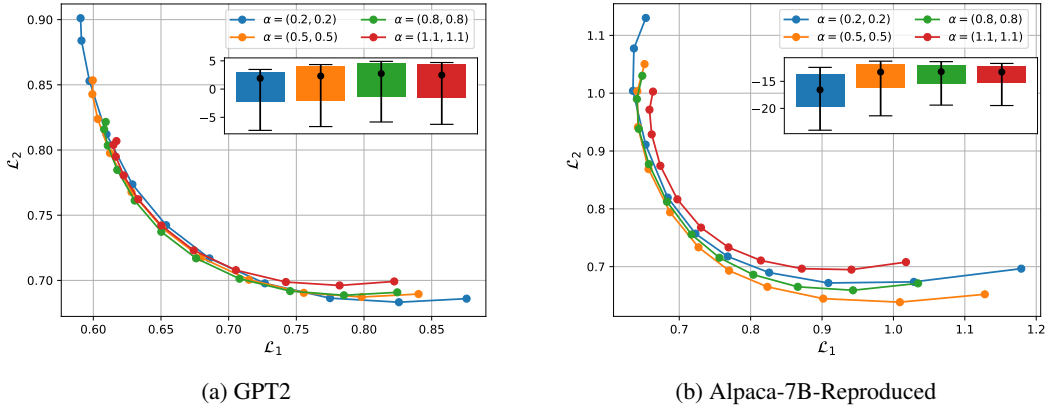 0.90
0.85
0.80
0.75
0.70
ℒ₂
0.60
0.65
0.70
0.75
0.80
0.85
ℒ₁
α = (0.2, 0.2)
α = (0.5, 0.5)
α = (0.8, 0.8)
α = (1.1, 1.1)
5
0
−5
(a) GPT2
1.1
1.0
0.9
0.8
0.7
0.6
ℒ₂
0.7
0.8
0.9
1.0
1.1
1.2
ℒ₁
α = (0.2, 0.2)
α = (0.5, 0.5)
α = (0.8, 0.8)
α = (1.1, 1.1)
−15
−20
(b) Alpaca-7B-Reproduced